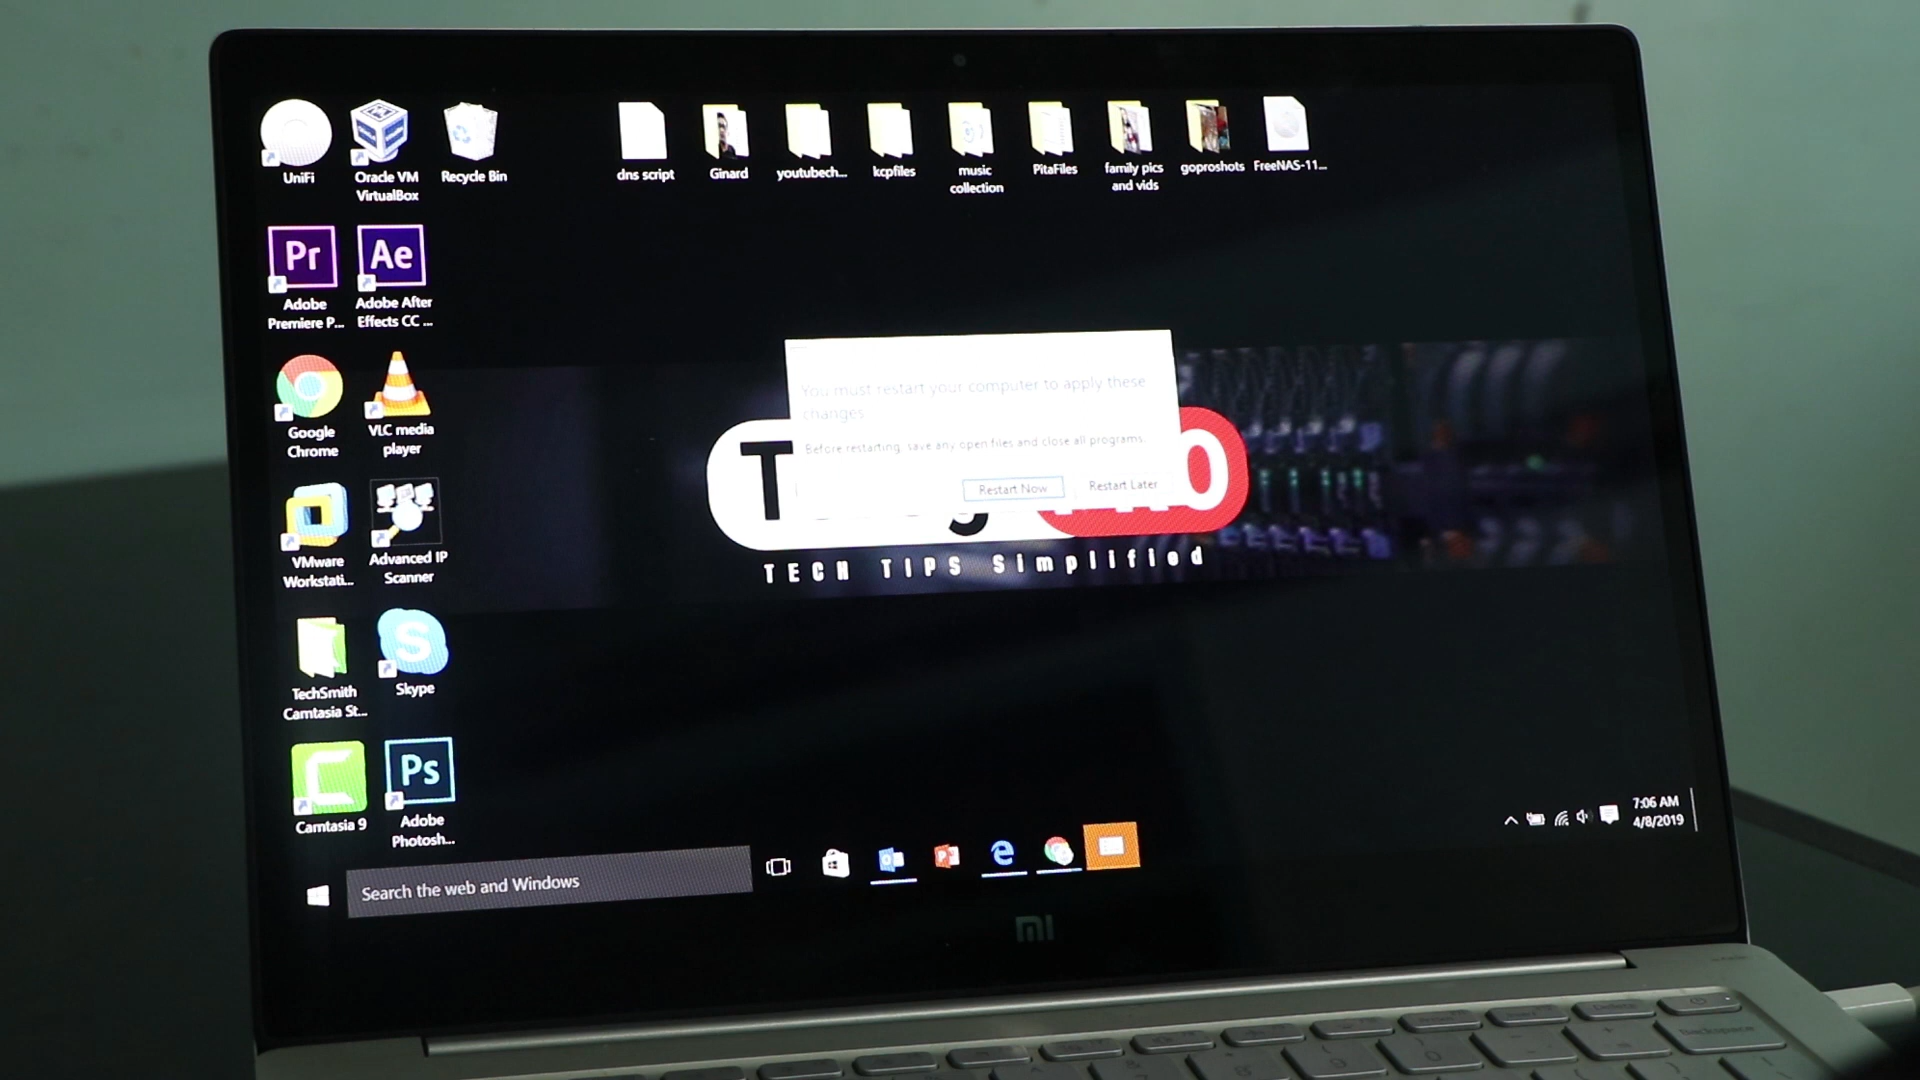 UniFi
Oracle VM
VirtualBox
Recycle Bin
dns script
Ginard
youtubech...
kcpfiles
music
collection
PitaFiles
family pics
and vids
goproshots
FreeNAS-11...
Pr
Adobe
Premiere P...
Ae
Adobe After
Effects CC ...
Google
Chrome
VLC media
player
VMware
Workstati...
Advanced IP
Scanner
TechSmith
Camtasia St...
S
Skype
C
Camtasia 9
Ps
Adobe
Photosh...
You must restart your computer to apply these
changes
Before restarting, save any open files and close all programs.
Restart Now
Restart Later
TECH TIPS Simplified
7:06 AM
4/8/2019
Search the web and Windows
mi
Backspace